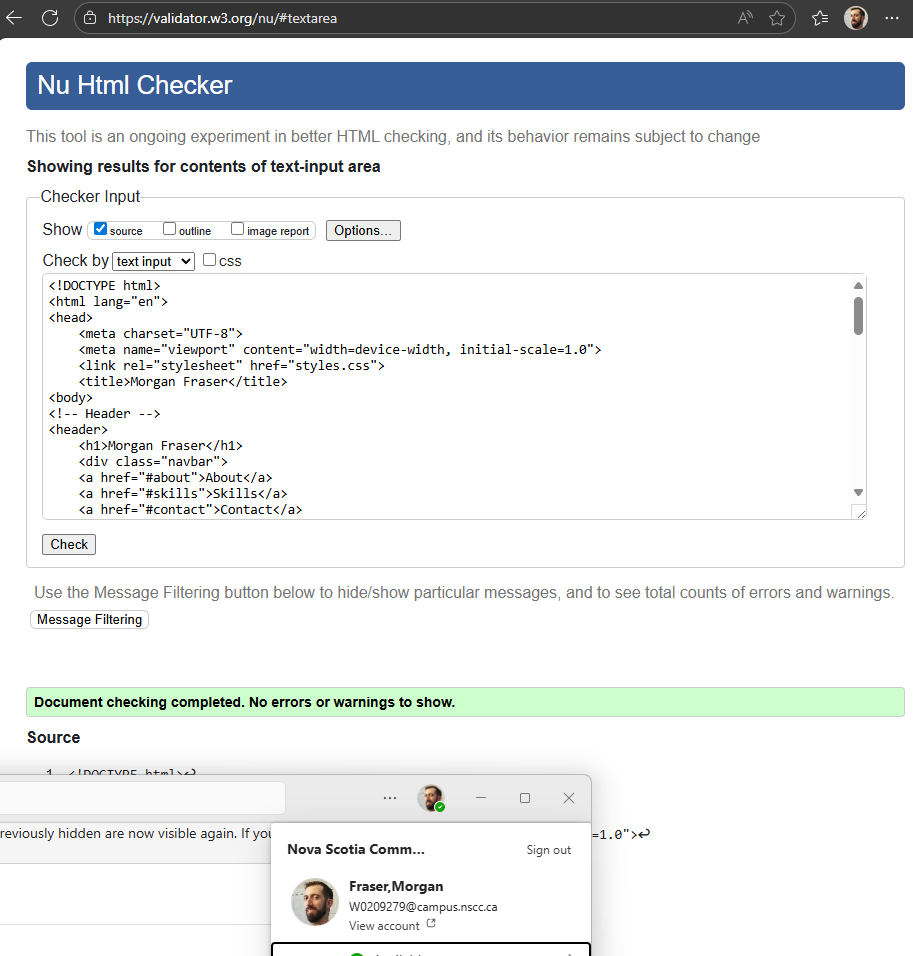 https://validator.w3.org/nu/#textarea
Nu Html Checker
This tool is an ongoing experiment in better HTML checking, and its behavior remains subject to change
Showing results for contents of text-input area
Checker Input
Show source outline image report Options...
Check by text input css
<!DOCTYPE html>
<html lang="en">
<head>
    <meta charset="UTF-8">
    <meta name="viewport" content="width=device-width, initial-scale=1.0">
    <link rel="stylesheet" href="styles.css">
    <title>Morgan Fraser</title>
<body>
<!-- Header -->
<header>
    <h1>Morgan Fraser</h1>
    <div class="navbar">
    <a href="#about">About</a>
    <a href="#skills">Skills</a>
    <a href="#contact">Contact</a>
Check
Use the Message Filtering button below to hide/show particular messages, and to see total counts of errors and warnings.
Message Filtering
Document checking completed. No errors or warnings to show.
Source
1. <!DOCTYPE html>↩
reviously hidden are now visible again. If you
=1.0">↩
Nova Scotia Comm...
Sign out
Fraser,Morgan
W0209279@campus.nscc.ca
View account